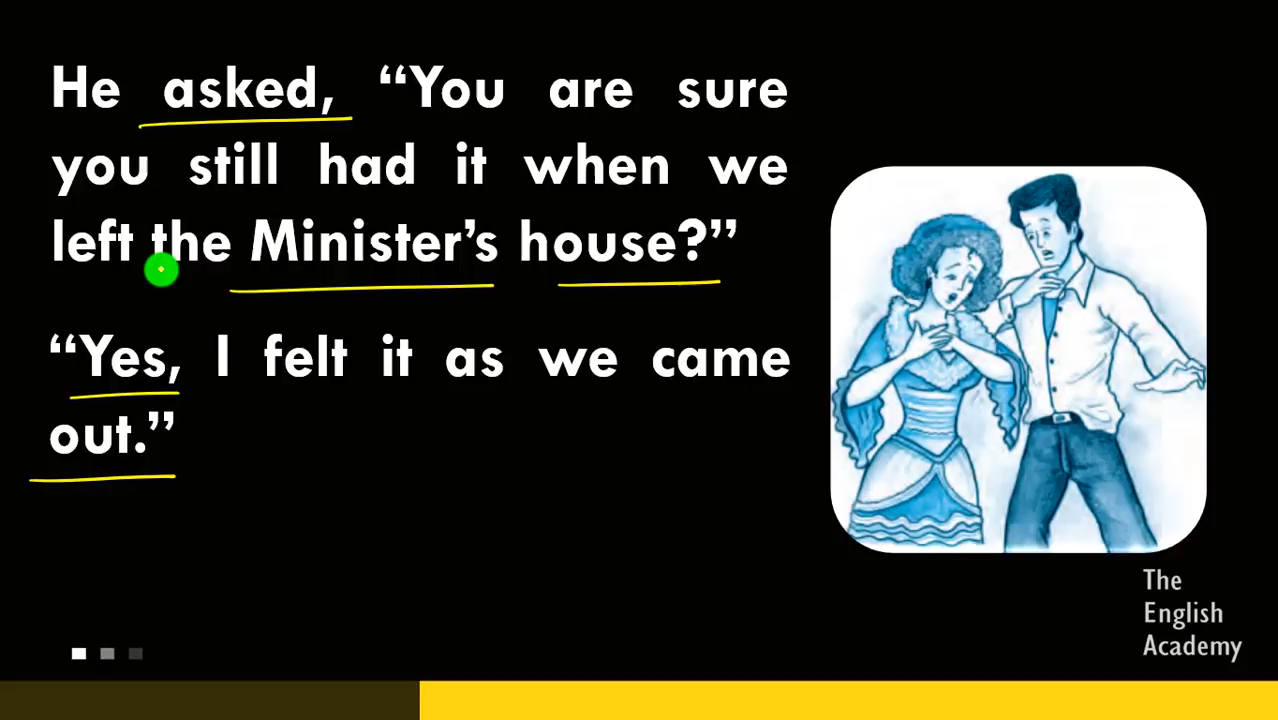 He asked, “You are sure
you still had it when we
left the Minister’s house?”
“Yes, I felt it as we came
out.”
The
English
Academy